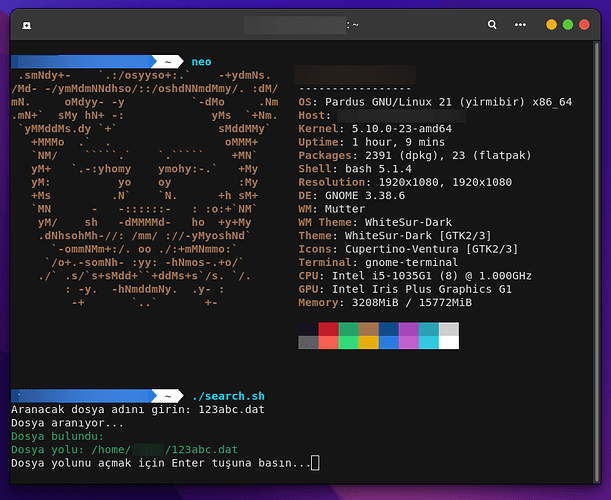 :~
~ neo
.smNdy+-    `.:/osyyso+:.`    -+ydmNs.
/Md- -/ymMdmNNdhso/::/oshdNNmdMmy/. :dM/
mN.     oMdyy- -y          `-dMo     .Nm
.mN+`  sMy hN+ -:             yMs  `+Nm.
`yMMddMs.dy `+`               sMddMMy`
+MMMo  .`  .                 oMMM+
`NM/    `````.`    `.`````    +MN`
yM+   `.-:yhomy    ymohy:-.`   +My
yM:          yo    oy          :My
+Ms         .N`    `N.      +h sM+
`MN      -   -::::::-   : :o:+`NM`
yM/    sh   -dMMMMd-   ho  +y+My
.dNhsohMh-//: /mm/ ://-yMyoshNd`
`-ommNMm+:/. oo ./:+mMNmmo:`
`/o+.-somNh- :yy: -hNmos-.+o/`
./` .s/`s+sMdd+``+ddMs+s`/s. `/.
: -y.  -hNmddmNy.  .y- :
-+       `..`       +-
-----------------
OS: Pardus GNU/Linux 21 (yirmibir) x86_64
Host:
Kernel: 5.10.0-23-amd64
Uptime: 1 hour, 9 mins
Packages: 2391 (dpkg), 23 (flatpak)
Shell: bash 5.1.4
Resolution: 1920x1080, 1920x1080
DE: GNOME 3.38.6
WM: Mutter
WM Theme: WhiteSur-Dark
Theme: WhiteSur-Dark [GTK2/3]
Icons: Cupertino-Ventura [GTK2/3]
Terminal: gnome-terminal
CPU: Intel i5-1035G1 (8) @ 1.000GHz
GPU: Intel Iris Plus Graphics G1
Memory: 3208MiB / 15772MiB
~ ./search.sh
Aranacak dosya adını girin: 123abc.dat
Dosya aranıyor...
Dosya bulundu:
Dosya yolu: /home/ /123abc.dat
Dosya yolunu açmak için Enter tuşuna basın...